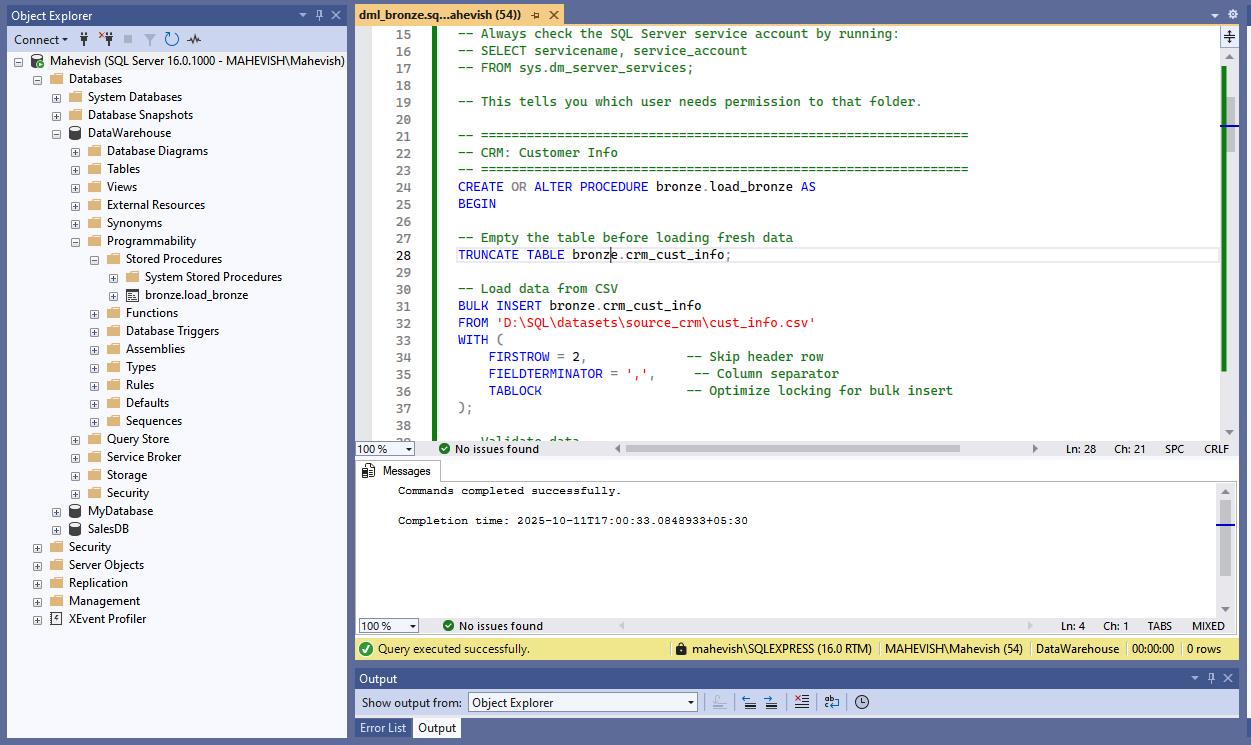 Object Explorer
Connect
Mahevish (SQL Server 16.0.1000 - MAHEVISH\Mahevish)
Databases
System Databases
Database Snapshots
DataWarehouse
Database Diagrams
Tables
Views
External Resources
Synonyms
Programmability
Stored Procedures
System Stored Procedures
bronze.load_bronze
Functions
Database Triggers
Assemblies
Types
Rules
Defaults
Sequences
Query Store
Service Broker
Storage
Security
MyDatabase
SalesDB
Security
Server Objects
Replication
Management
XEvent Profiler
dml_bronze.sq...ahevish (54))
15 -- Always check the SQL Server service account by running:
16 -- SELECT servicename, service_account
17 -- FROM sys.dm_server_services;
18
19 -- This tells you which user needs permission to that folder.
20
21 -- ================================================================
22 -- CRM: Customer Info
23 -- ================================================================
24 CREATE OR ALTER PROCEDURE bronze.load_bronze AS
25 BEGIN
26
27 -- Empty the table before loading fresh data
28 TRUNCATE TABLE bronze.crm_cust_info;
29
30 -- Load data from CSV
31 BULK INSERT bronze.crm_cust_info
32 FROM 'D:\SQL\datasets\source_crm\cust_info.csv'
33 WITH (
34 FIRSTROW = 2, -- Skip header row
35 FIELDTERMINATOR = ',', -- Column separator
36 TABLOCK -- Optimize locking for bulk insert
37 );
38
39 -- Validate data
100 % No issues found Ln: 28 Ch: 21 SPC CRLF
Messages
Commands completed successfully.
Completion time: 2025-10-11T17:00:33.0848933+05:30
100 % No issues found Ln: 4 Ch: 1 TABS MIXED
Query executed successfully. mahevish\SQLEXPRESS (16.0 RTM) MAHEVISH\Mahevish (54) DataWarehouse 00:00:00 0 rows
Output
Show output from: Object Explorer
Error List Output